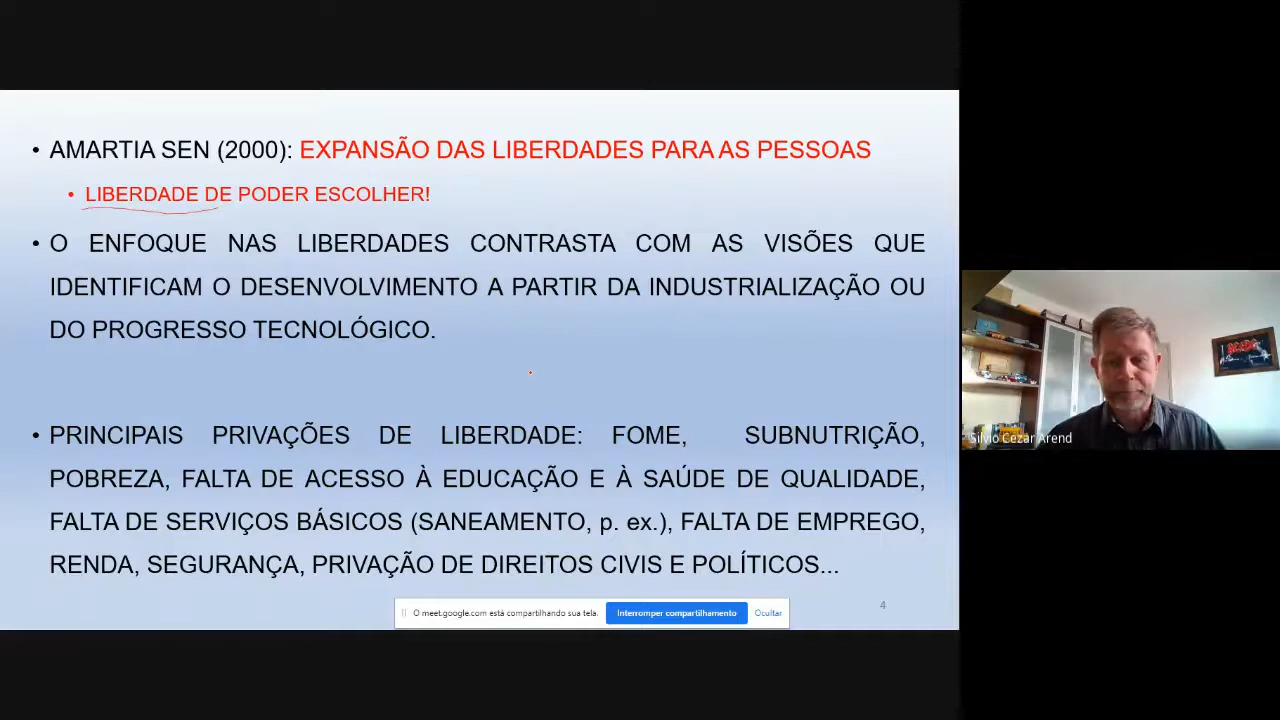 • AMARTIA SEN (2000): EXPANSÃO DAS LIBERDADES PARA AS PESSOAS
• LIBERDADE DE PODER ESCOLHER!
• O ENFOQUE NAS LIBERDADES CONTRASTA COM AS VISÕES QUE
IDENTIFICAM O DESENVOLVIMENTO A PARTIR DA INDUSTRIALIZAÇÃO OU
DO PROGRESSO TECNOLÓGICO.
• PRINCIPAIS PRIVAÇÕES DE LIBERDADE: FOME, SUBNUTRIÇÃO,
POBREZA, FALTA DE ACESSO À EDUCAÇÃO E À SAÚDE DE QUALIDADE,
FALTA DE SERVIÇOS BÁSICOS (SANEAMENTO, p. ex.), FALTA DE EMPREGO,
RENDA, SEGURANÇA, PRIVAÇÃO DE DIREITOS CIVIS E POLÍTICOS...
4
O meet.google.com está compartilhando sua tela. Interromper compartilhamento Ocultar
AC/DC
Silvio Cezar Arend